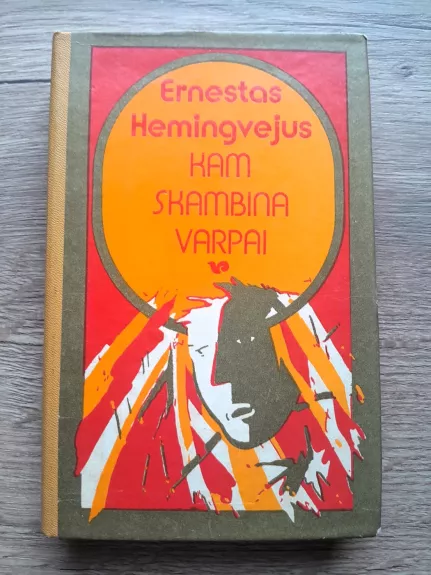 Ernestas
Hemingvejus
KAM
SKAMBINA
VARPAI